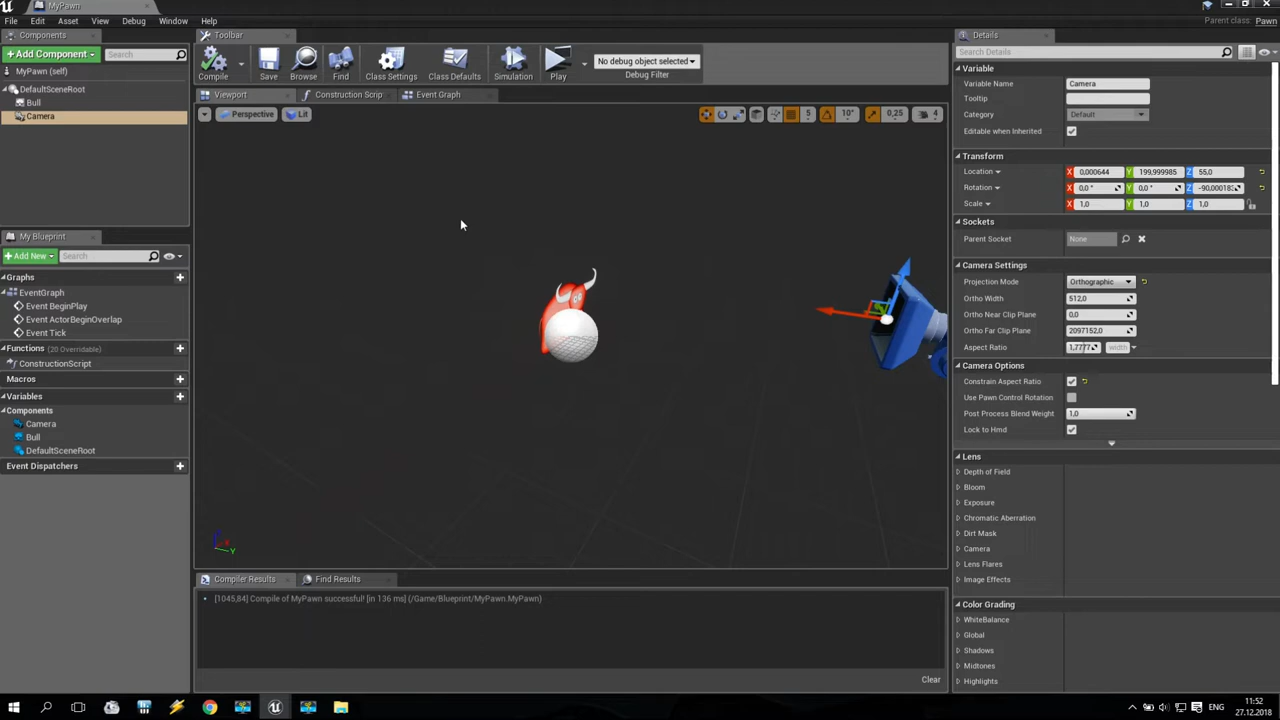 MyPawn
File Edit Asset View Debug Window Help
Parent class: Pawn
Components
Add Component
Search
MyPawn (self)
DefaultSceneRoot
Bull
Camera
My Blueprint
Add New
Search
Graphs
EventGraph
Event BeginPlay
Event ActorBeginOverlap
Event Tick
Functions (20 Overridable)
ConstructionScript
Macros
Variables
Components
Camera
Bull
DefaultSceneRoot
Event Dispatchers
Toolbar
Compile
Save
Browse
Find
Class Settings
Class Defaults
Simulation
Play
No debug object selected
Debug Filter
Viewport
Construction Scrip
Event Graph
Perspective
Lit
5
10°
0,25
4
Compiler Results
Find Results
[1045,84] Compile of MyPawn successful! [in 136 ms] (/Game/Blueprint/MyPawn.MyPawn)
Clear
Details
Search Details
Variable
Variable Name Camera
Tooltip
Category Default
Editable when Inherited
Transform
Location X 0,000644 Y 199,999985 Z 55,0
Rotation X 0,0 ° Y 0,0 ° Z
Scale X 1,0 Y 1,0 Z 1,0
Sockets
Parent Socket None
Camera Settings
Projection Mode Orthographic
Ortho Width 512,0
Ortho Near Clip Plane 0,0
Ortho Far Clip Plane 2097152,0
Aspect Ratio 1,7777 width
Camera Options
Constrain Aspect Ratio
Use Pawn Control Rotation
Post Process Blend Weight 1,0
Lock to Hmd
Lens
Depth of Field
Bloom
Exposure
Chromatic Aberration
Dirt Mask
Camera
Lens Flares
Image Effects
Color Grading
WhiteBalance
Global
Shadows
Midtones
Highlights
ENG
11:52
27.12.2018